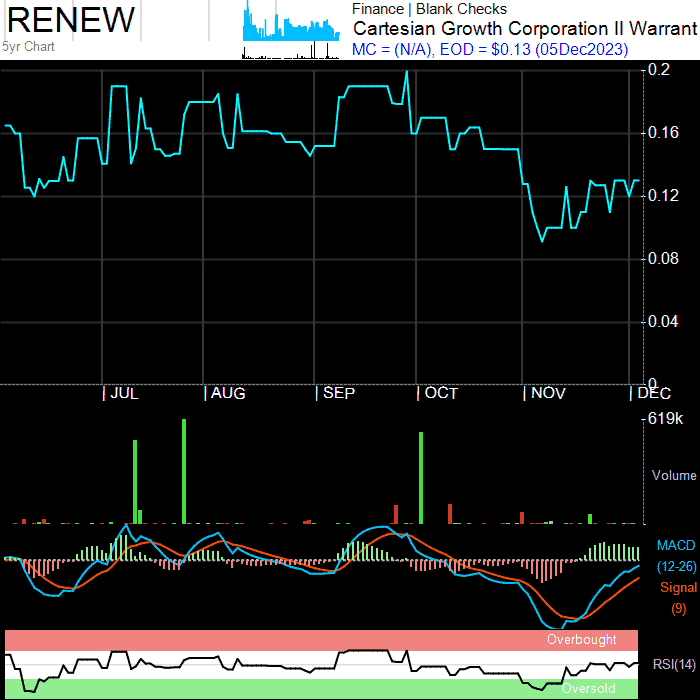 RENEW
5yr Chart
Finance | Blank Checks
Cartesian Growth Corporation II Warrant
MC = (N/A), EOD = $0.13 (05Dec2023)
0.2
0.16
0.12
0.08
0.04
0
| JUL | AUG | SEP | OCT | NOV | DEC
619k
Volume
MACD
(12-26)
Signal
(9)
Overbought
RSI(14)
Oversold